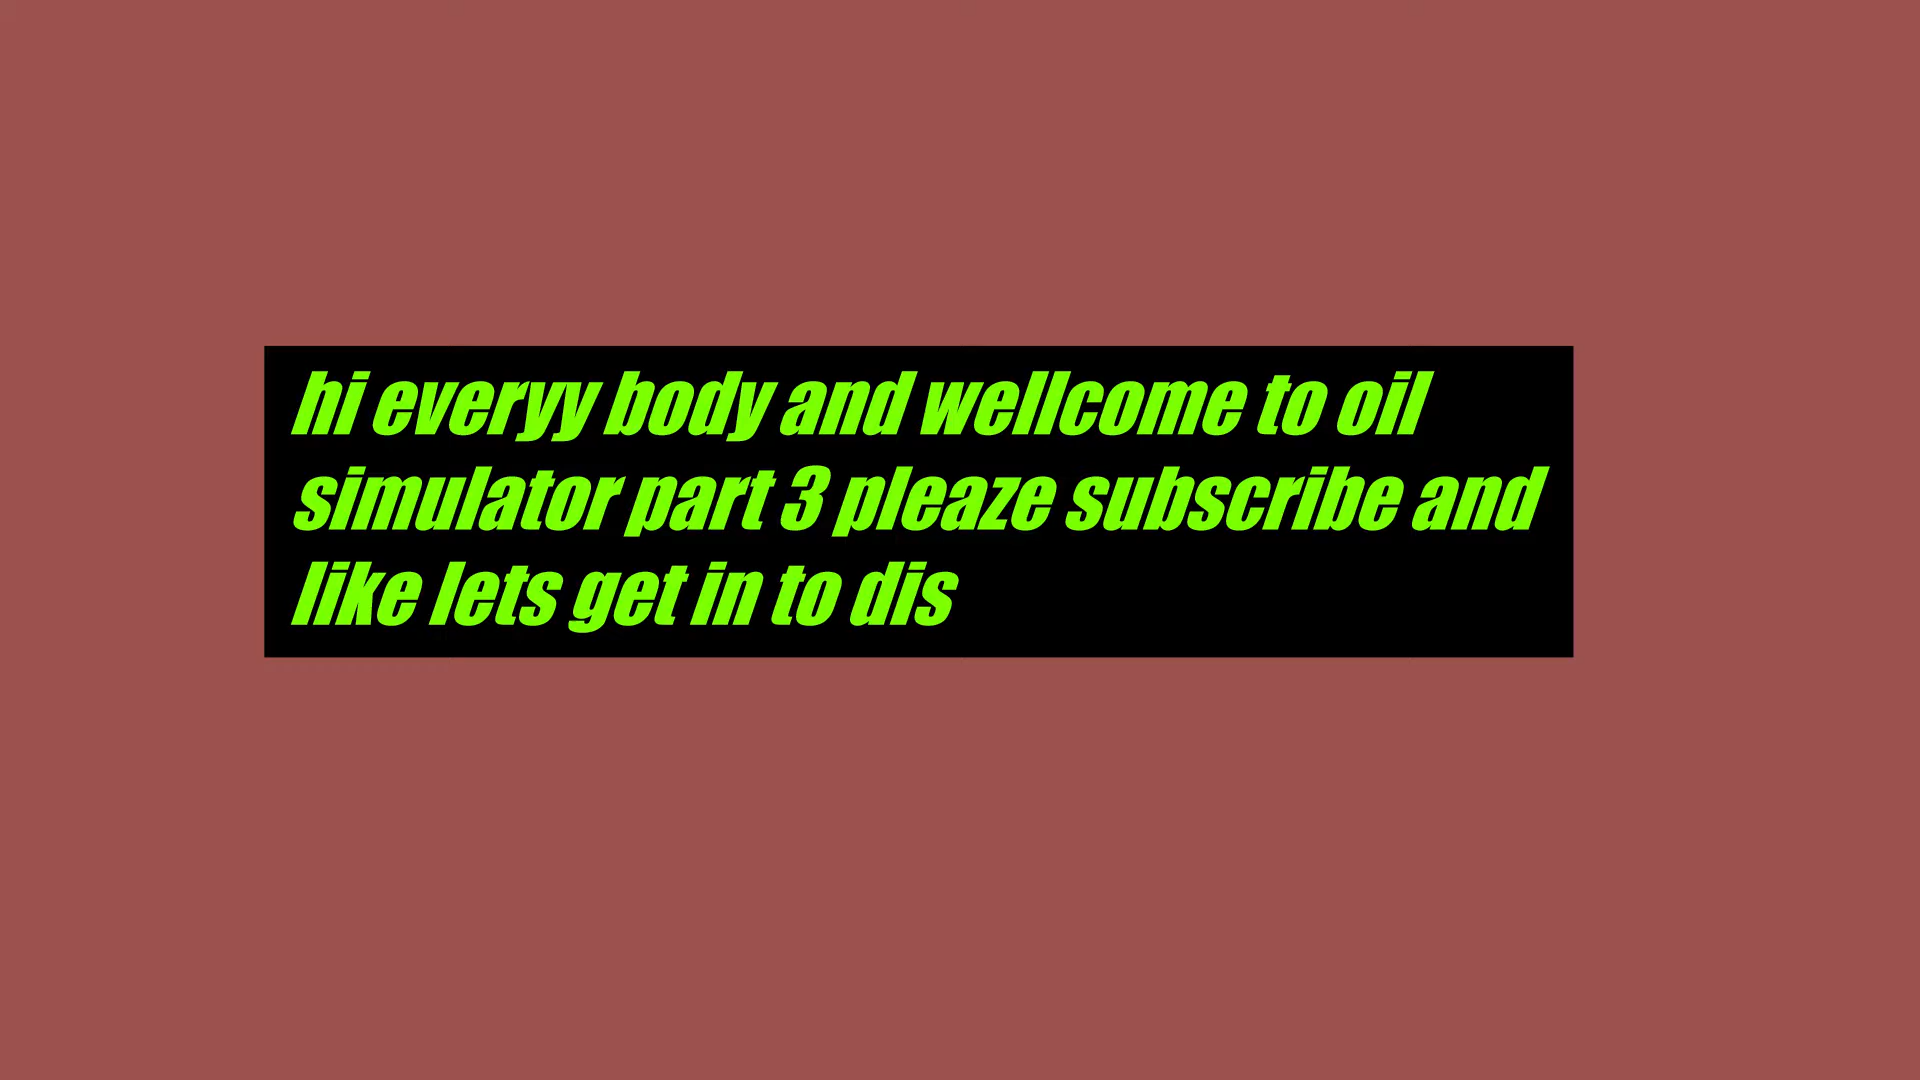 hi everyy body and wellcome to oil
simulator part 3 pleaze subscribe and
like lets get in to dis